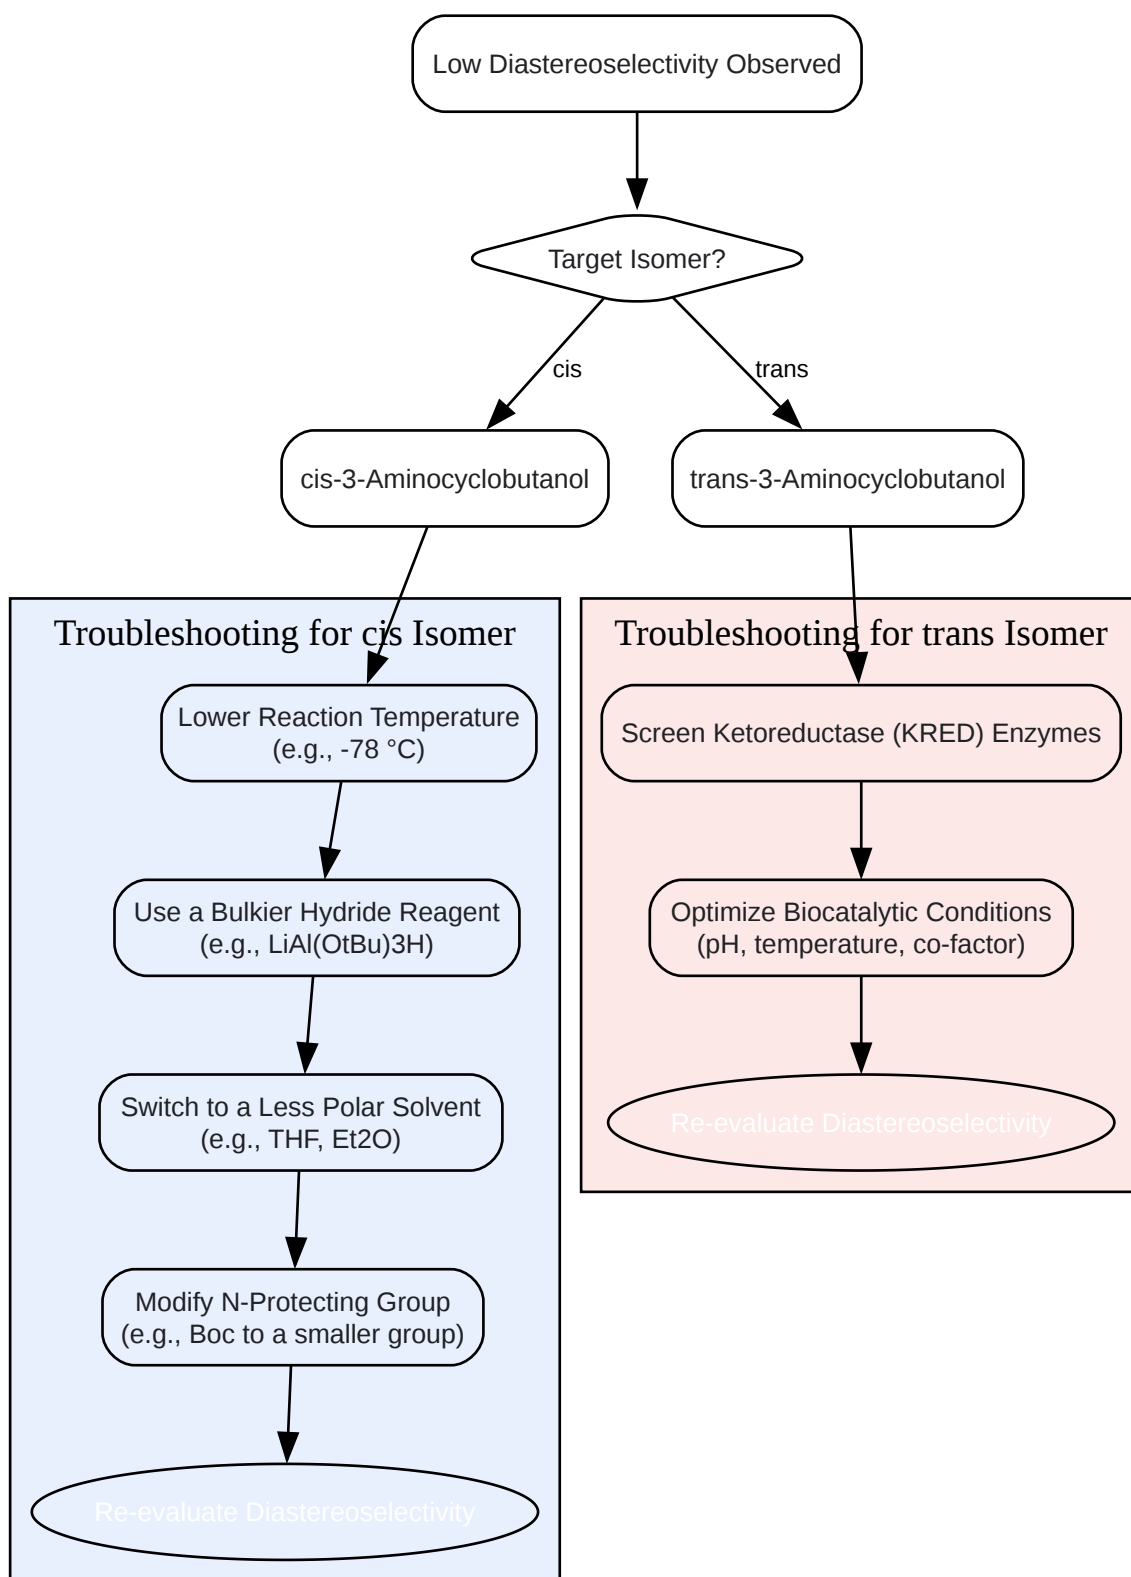 Low Diastereoselectivity Observed
Target Isomer?
cis
trans
cis-3-Aminocyclobutanol
trans-3-Aminocyclobutanol
Troubleshooting for cis Isomer
Lower Reaction Temperature
(e.g., -78 °C)
Use a Bulkier Hydride Reagent
(e.g., LiAl(OtBu)3H)
Switch to a Less Polar Solvent
(e.g., THF, Et2O)
Modify N-Protecting Group
(e.g., Boc to a smaller group)
Re-evaluate Diastereoselectivity
Troubleshooting for trans Isomer
Screen Ketoreductase (KRED) Enzymes
Optimize Biocatalytic Conditions
(pH, temperature, co-factor)
Re-evaluate Diastereoselectivity